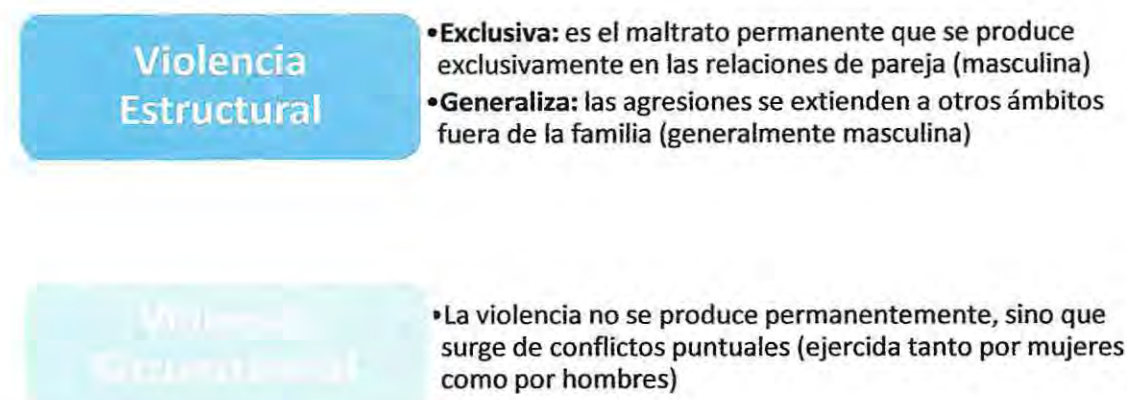 Violencia
Estructural
•Exclusiva: es el maltrato permanente que se produce
exclusivamente en las relaciones de pareja (masculina)
•Generaliza: las agresiones se extienden a otros ámbitos
fuera de la familia (generalmente masculina)
Violencia
•La violencia no se produce permanentemente, sino que
surge de conflictos puntuales (ejercida tanto por mujeres
como por hombres)